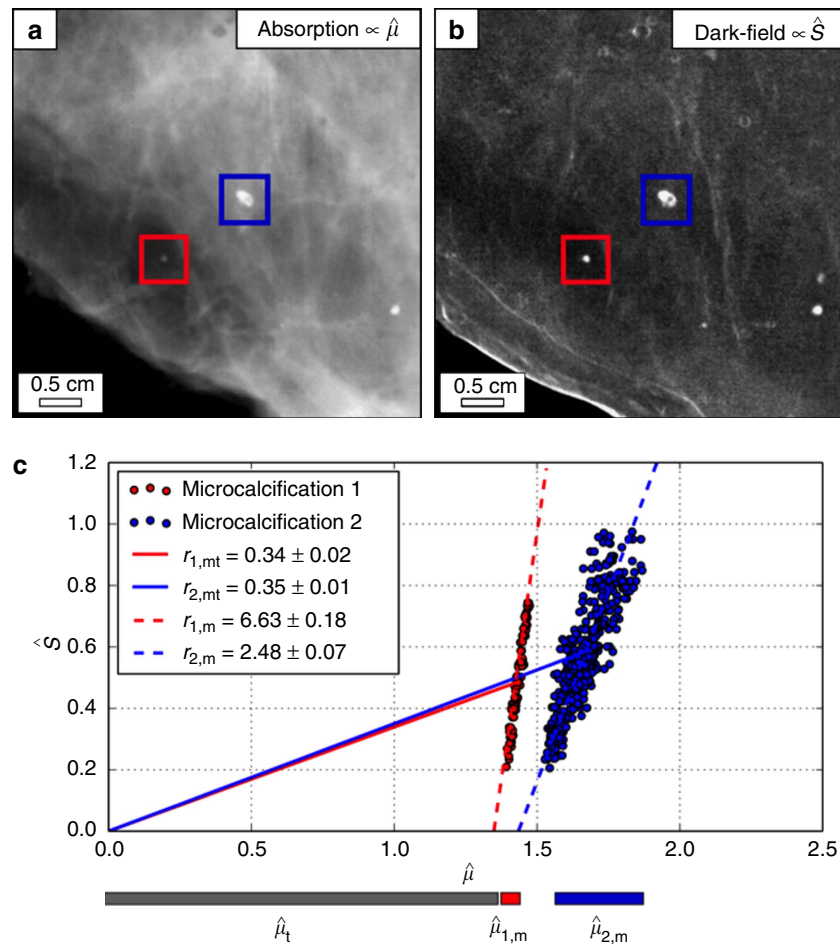 a
Absorption ∝ μ̂
b
Dark-field ∝ Ŝ
0.5 cm
0.5 cm
c
1.2
1.0
0.8
0.6
0.4
0.2
0.0
Ŝ
Microcalcification 1
Microcalcification 2
r1,mt = 0.34 ± 0.02
r2,mt = 0.35 ± 0.01
r1,m = 6.63 ± 0.18
r2,m = 2.48 ± 0.07
0.0 0.5 1.0 1.5 2.0 2.5
μ̂
μ̂t μ̂1,m μ̂2,m